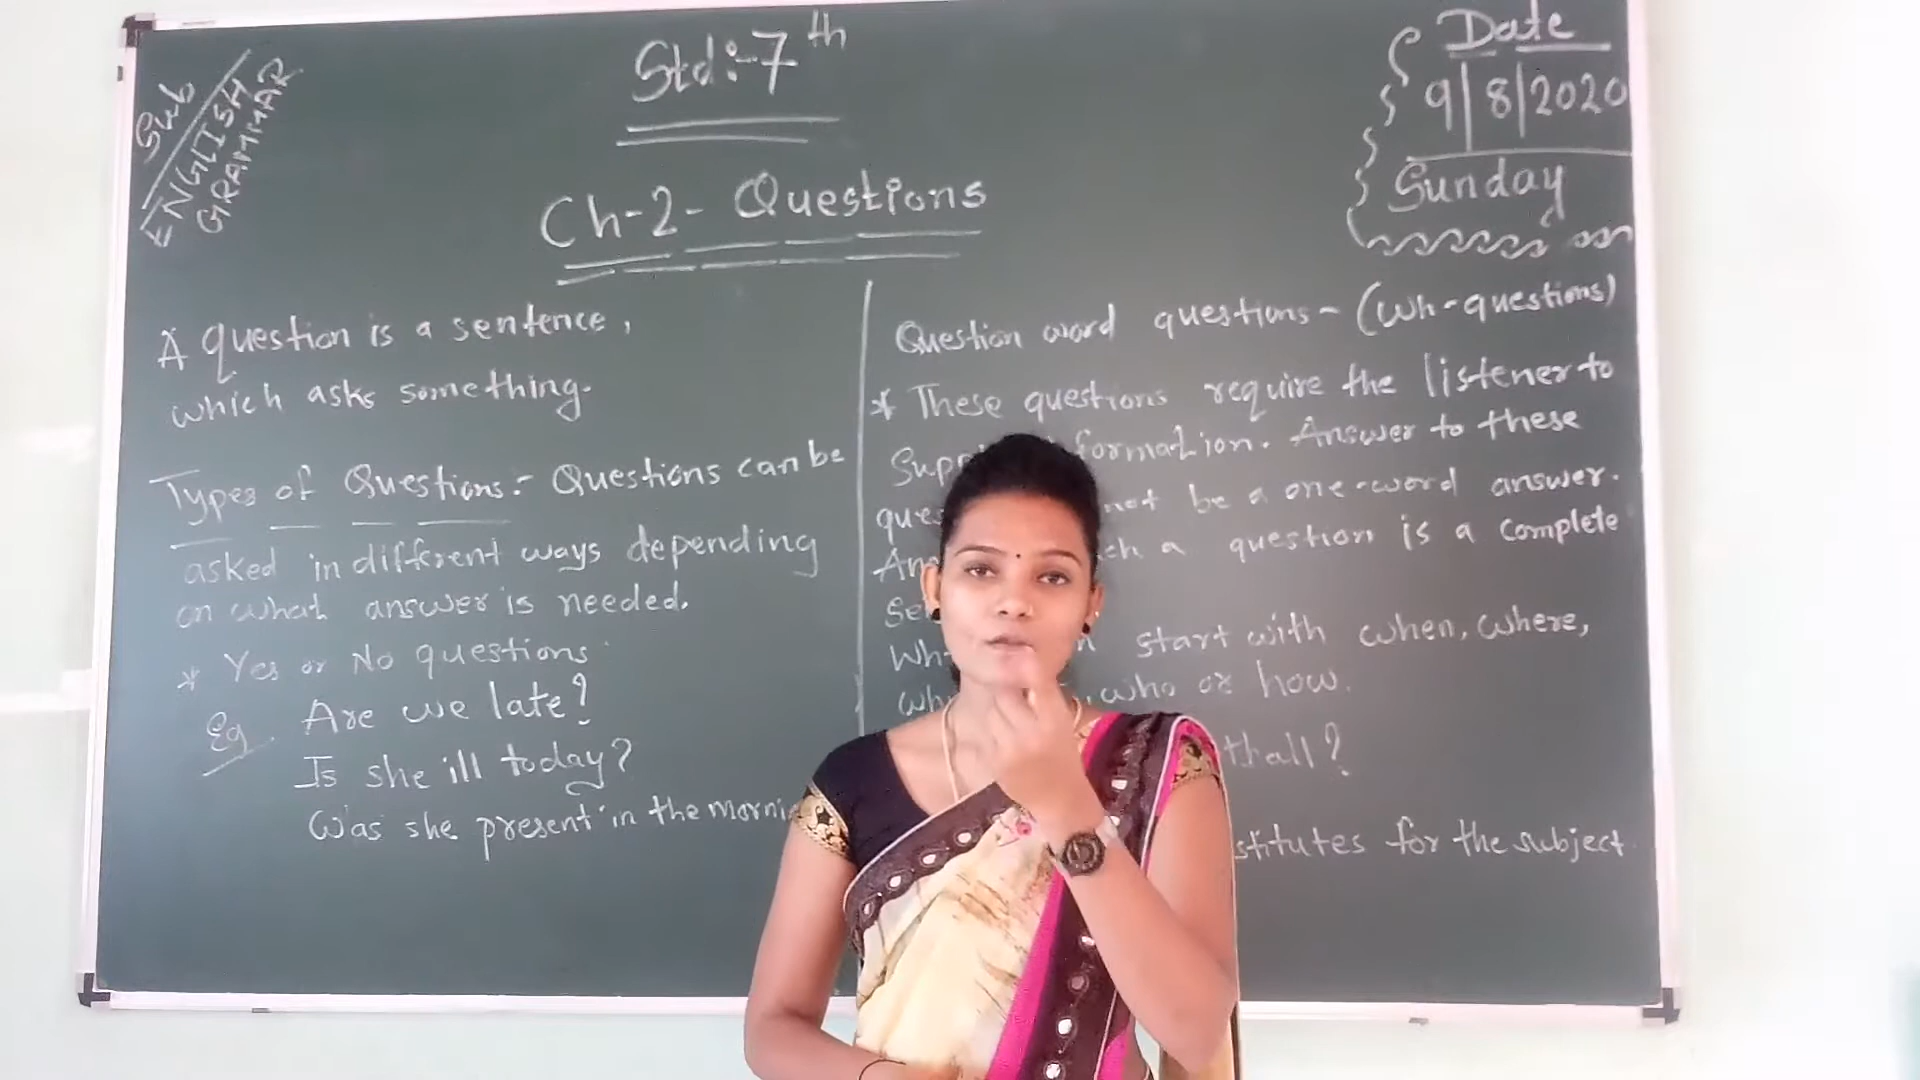 Sub
ENGLISH
GRAMMAR
Std:-7th
Date
9/8/2020
Sunday
Ch-2- Questions
A question is a sentence,
which asks something.
Types of Questions:- Questions can be
asked in different ways depending
on what answer is needed.
* Yes or No questions
Eg. Are we late?
Is she ill today?
Was she present in the
Question word questions - (Wh-questions)
* These questions require the listener to
formation. Answer to these
not be a one-word answer.
a question is a complete
start with when, where,
, who or how.
for the subject